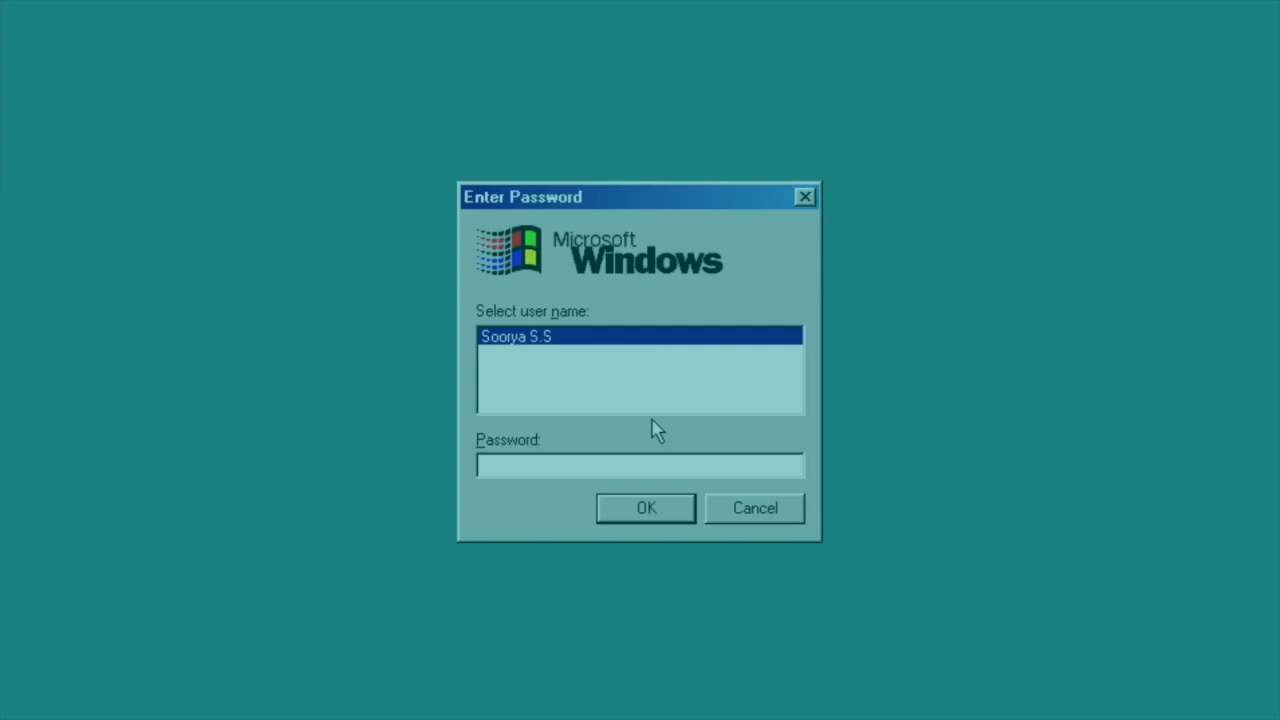 Enter Password
Microsoft
Windows
Select user name:
Soorya S.S
Password:
OK Cancel